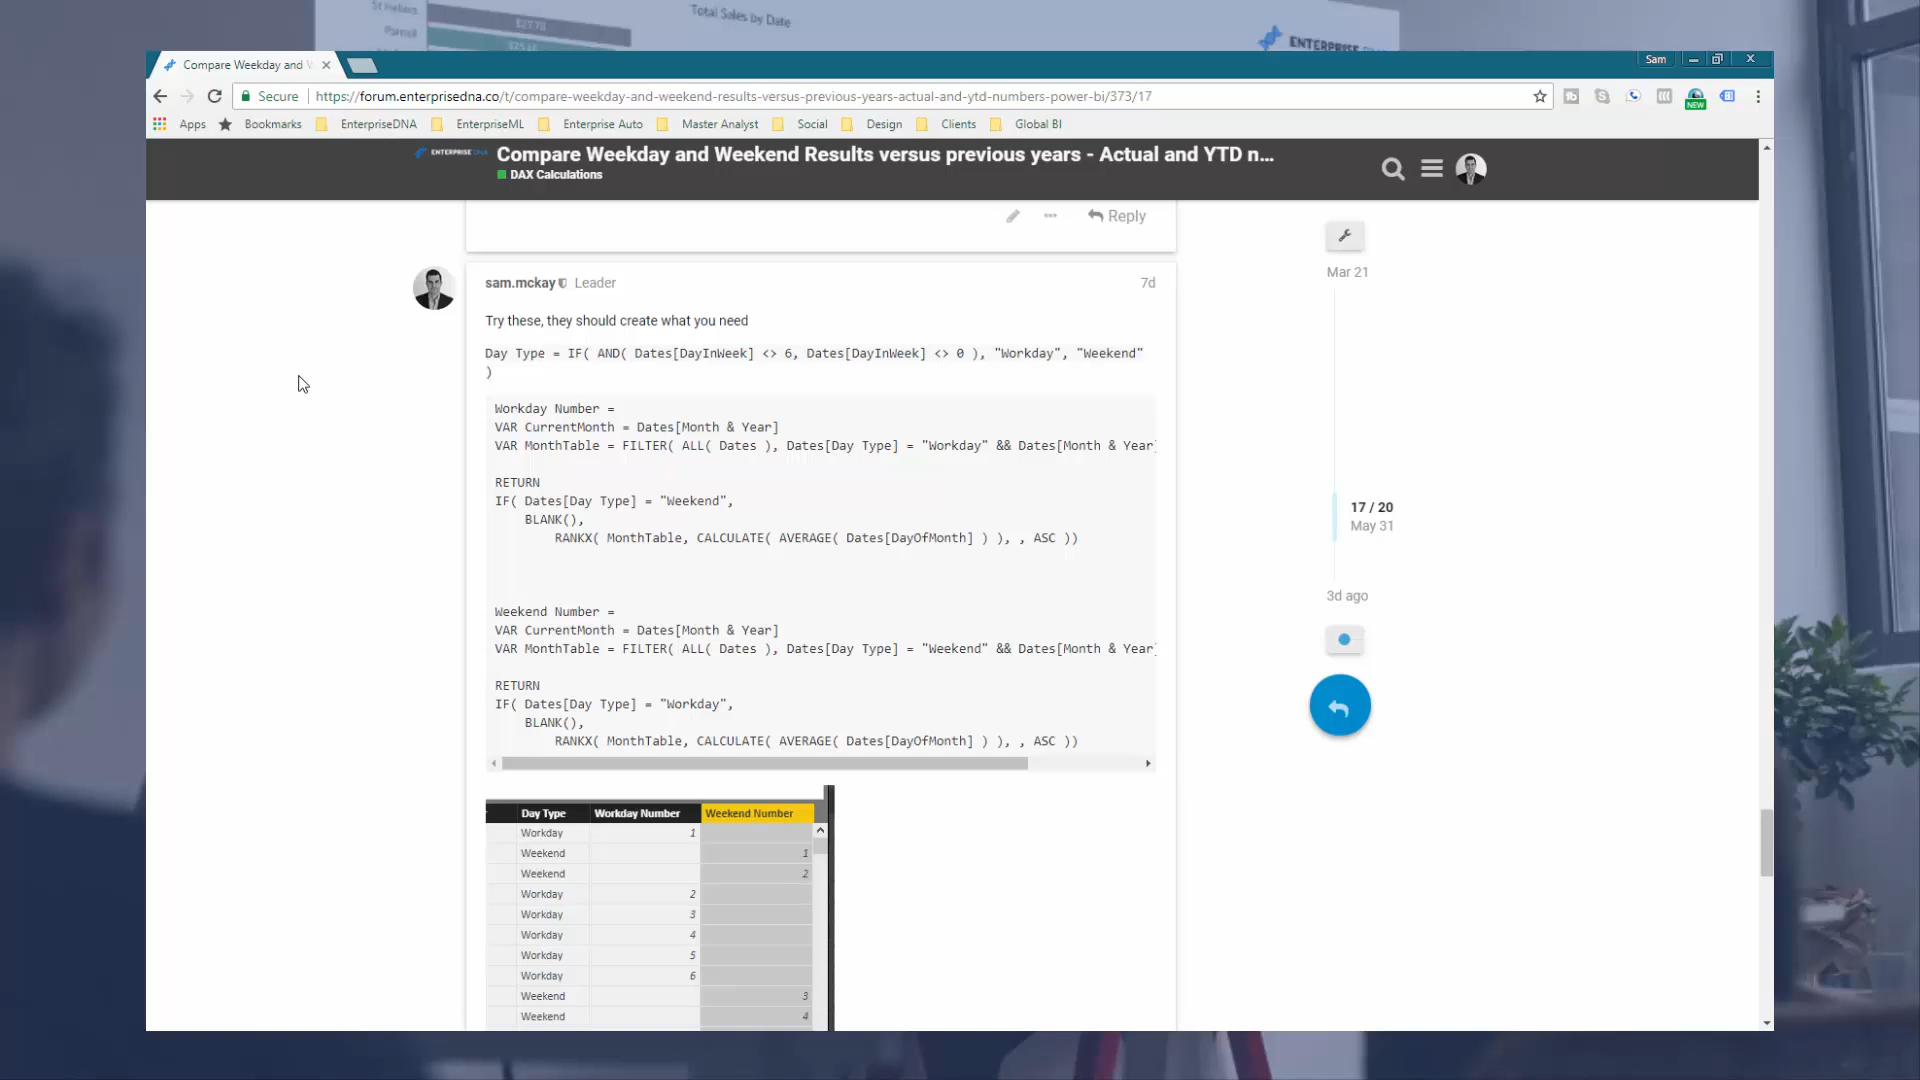 St Heliers
$27.7B
Total Sales by Date
Parnell
ENTERPRISE
Compare Weekday and W
Sam
Secure https://forum.enterprisedna.co/t/compare-weekday-and-weekend-results-versus-previous-years-actual-and-ytd-numbers-power-bi/373/17
NEW
Apps Bookmarks EnterpriseDNA EnterpriseML Enterprise Auto Master Analyst Social Design Clients Global BI
ENTERPRISE DNA Compare Weekday and Weekend Results versus previous years - Actual and YTD n...
DAX Calculations
Reply
Mar 21
sam.mckay Leader 7d
Try these, they should create what you need
Day Type = IF( AND( Dates[DayInWeek] <> 6, Dates[DayInWeek] <> 0 ), "Workday", "Weekend"
)
Workday Number =
VAR CurrentMonth = Dates[Month & Year]
VAR MonthTable = FILTER( ALL( Dates ), Dates[Day Type] = "Workday" && Dates[Month & Year]
RETURN
IF( Dates[Day Type] = "Weekend",
BLANK(),
RANKX( MonthTable, CALCULATE( AVERAGE( Dates[DayOfMonth] ) ), , ASC ))
17 / 20
May 31
3d ago
Weekend Number =
VAR CurrentMonth = Dates[Month & Year]
VAR MonthTable = FILTER( ALL( Dates ), Dates[Day Type] = "Weekend" && Dates[Month & Year]
RETURN
IF( Dates[Day Type] = "Workday",
BLANK(),
RANKX( MonthTable, CALCULATE( AVERAGE( Dates[DayOfMonth] ) ), , ASC ))
Day Type Workday Number Weekend Number
Workday 1
Weekend 1
Weekend 2
Workday 2
Workday 3
Workday 4
Workday 5
Workday 6
Weekend 3
Weekend 4